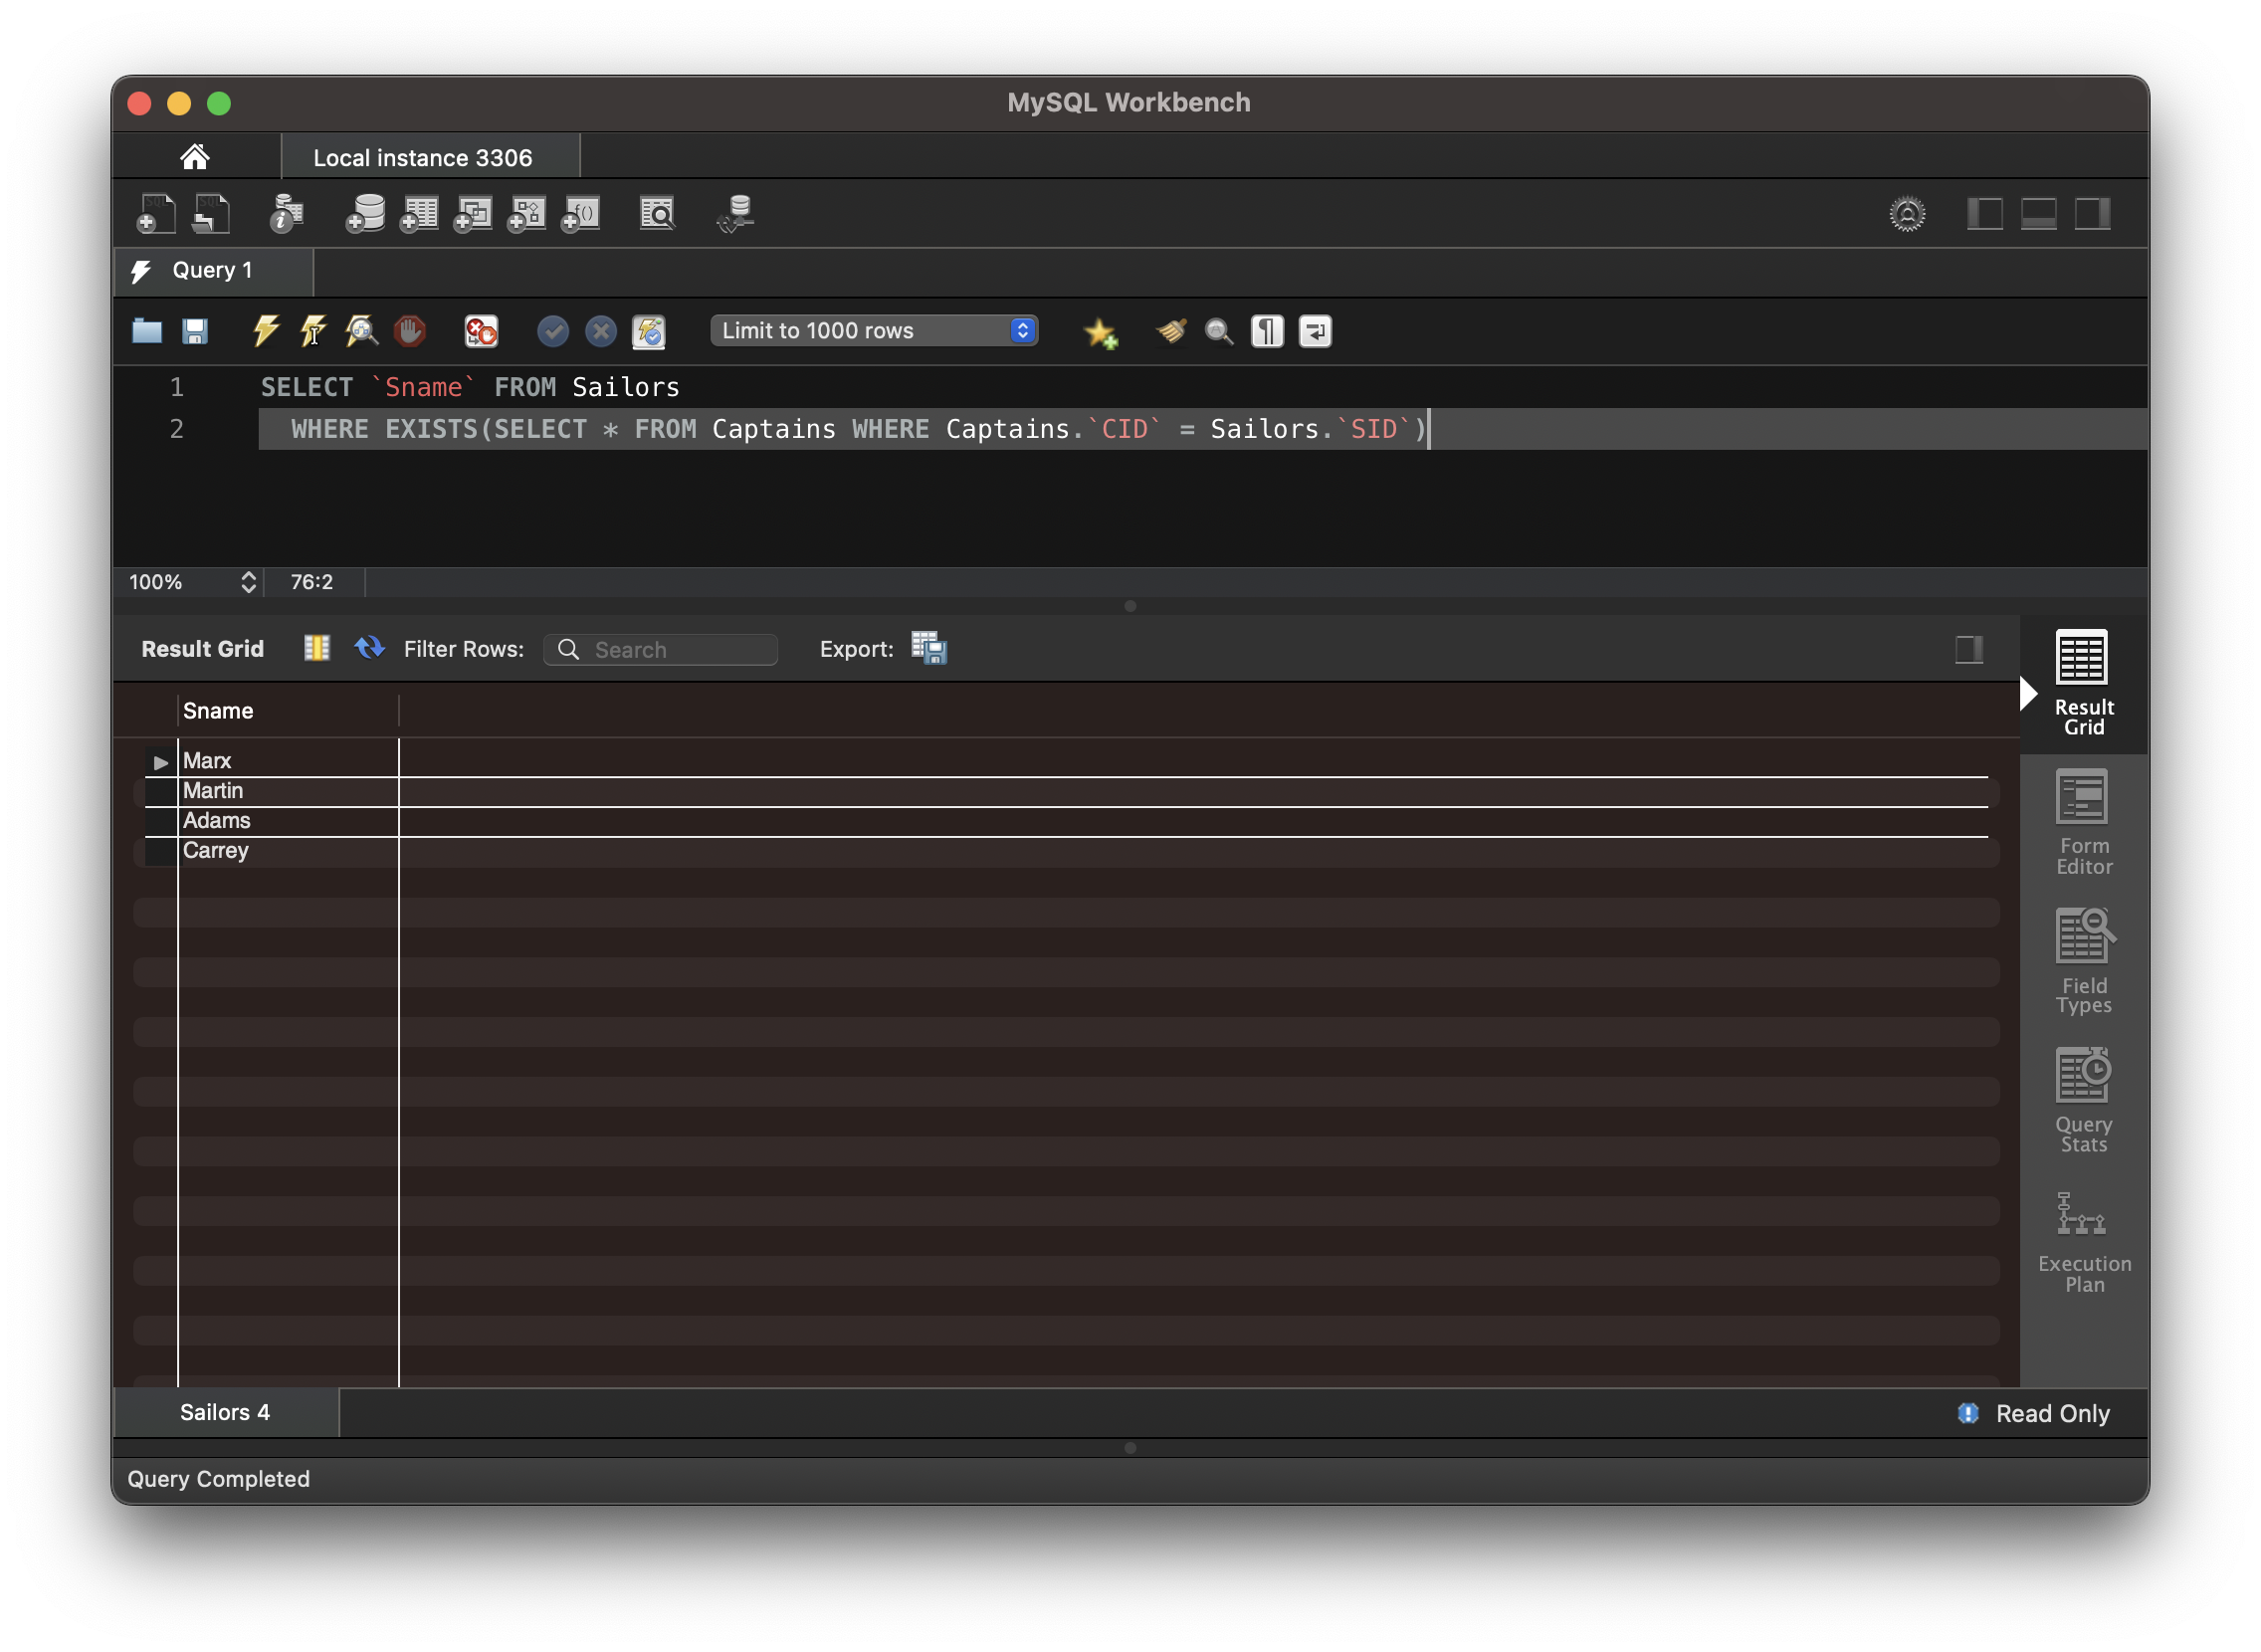 MySQL Workbench
Local instance 3306
Query 1
Limit to 1000 rows
1 SELECT `Sname` FROM Sailors
2 WHERE EXISTS(SELECT * FROM Captains WHERE Captains.`CID` = Sailors.`SID`)
100% 76:2
Result Grid Filter Rows: Search Export:
Sname
Marx
Martin
Adams
Carrey
Result
Grid
Form
Editor
Field
Types
Query
Stats
Execution
Plan
Sailors 4
Read Only
Query Completed